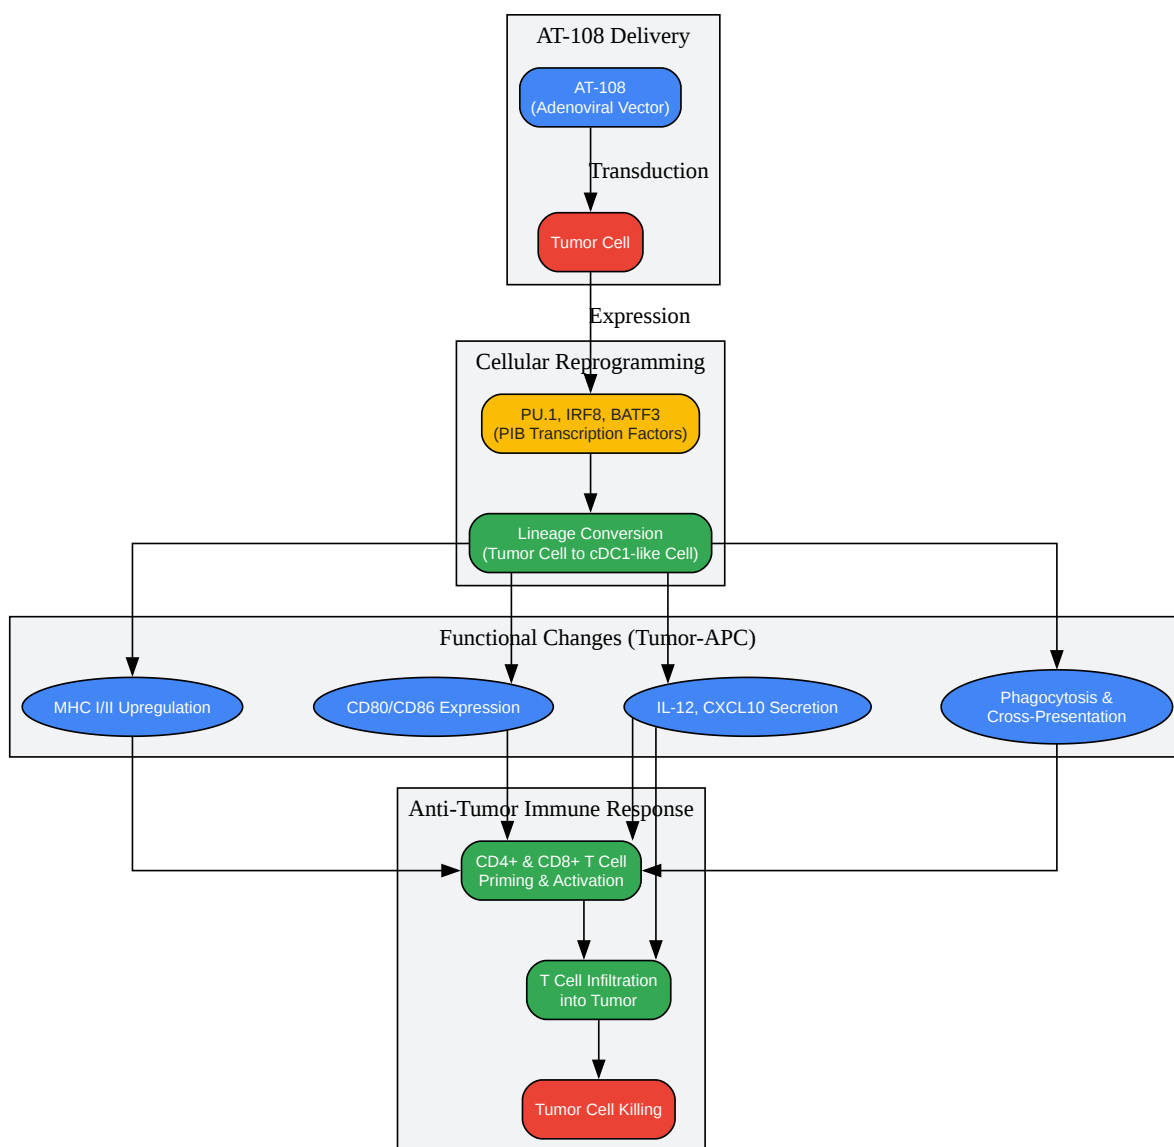 AT-108 Delivery
AT-108
(Adenoviral Vector)
Transduction
Tumor Cell
Expression
Cellular Reprogramming
PU.1, IRF8, BATF3
(PIB Transcription Factors)
Lineage Conversion
(Tumor Cell to cDC1-like Cell)
Functional Changes (Tumor-APC)
MHC I/II Upregulation
CD80/CD86 Expression
IL-12, CXCL10 Secretion
Phagocytosis &
Cross-Presentation
Anti-Tumor Immune Response
CD4+ & CD8+ T Cell
Priming & Activation
T Cell Infiltration
into Tumor
Tumor Cell Killing